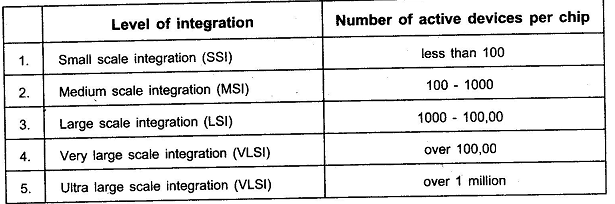 Level of integration Number of active devices per chip
1. Small scale integration (SSI) less than 100
2. Medium scale integration (MSI) 100 - 1000
3. Large scale integration (LSI) 1000 - 100,00
4. Very large scale integration (VLSI) over 100,00
5. Ultra large scale integration (VLSI) over 1 million